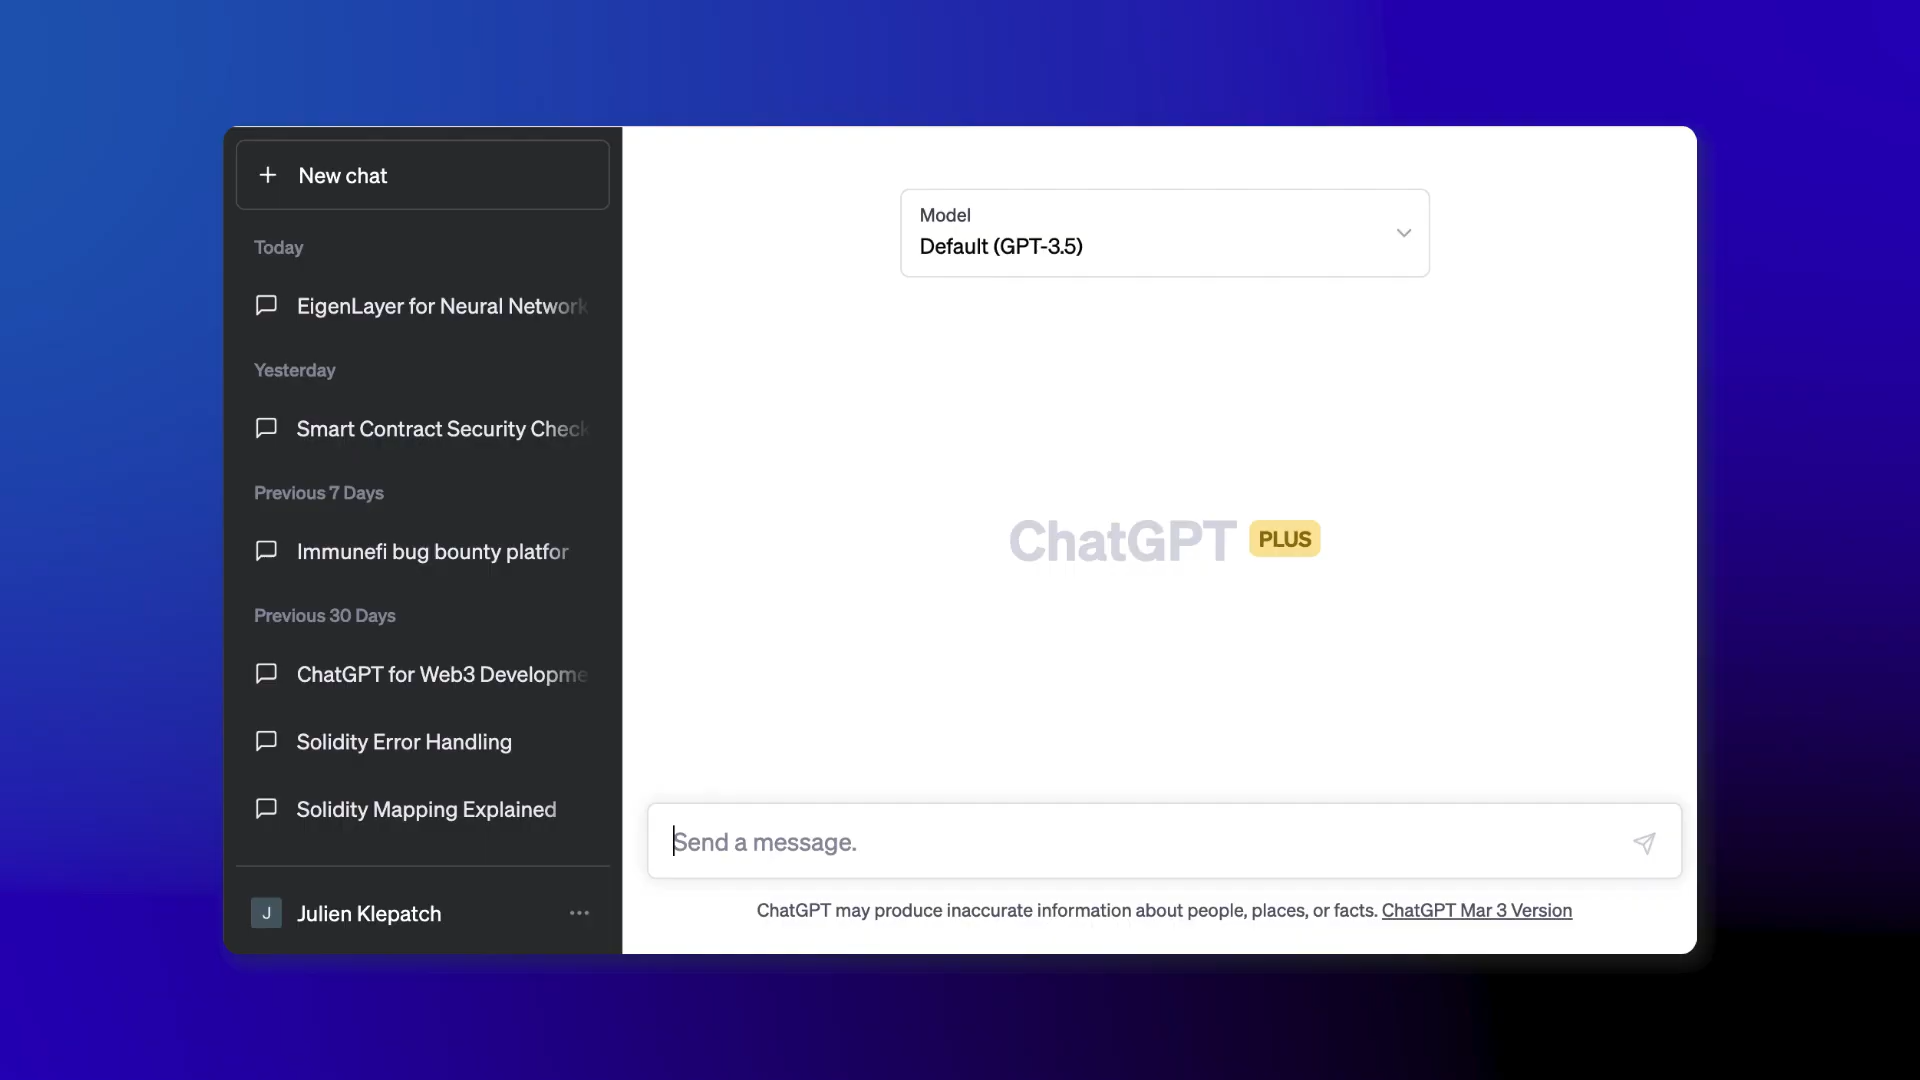 New chat
Today
EigenLayer for Neural Network
Yesterday
Smart Contract Security Check
Previous 7 Days
Immunefi bug bounty platfor
Previous 30 Days
ChatGPT for Web3 Developme
Solidity Error Handling
Solidity Mapping Explained
J Julien Klepatch
Model
Default (GPT-3.5)
ChatGPT PLUS
Send a message.
ChatGPT may produce inaccurate information about people, places, or facts. ChatGPT Mar 3 Version